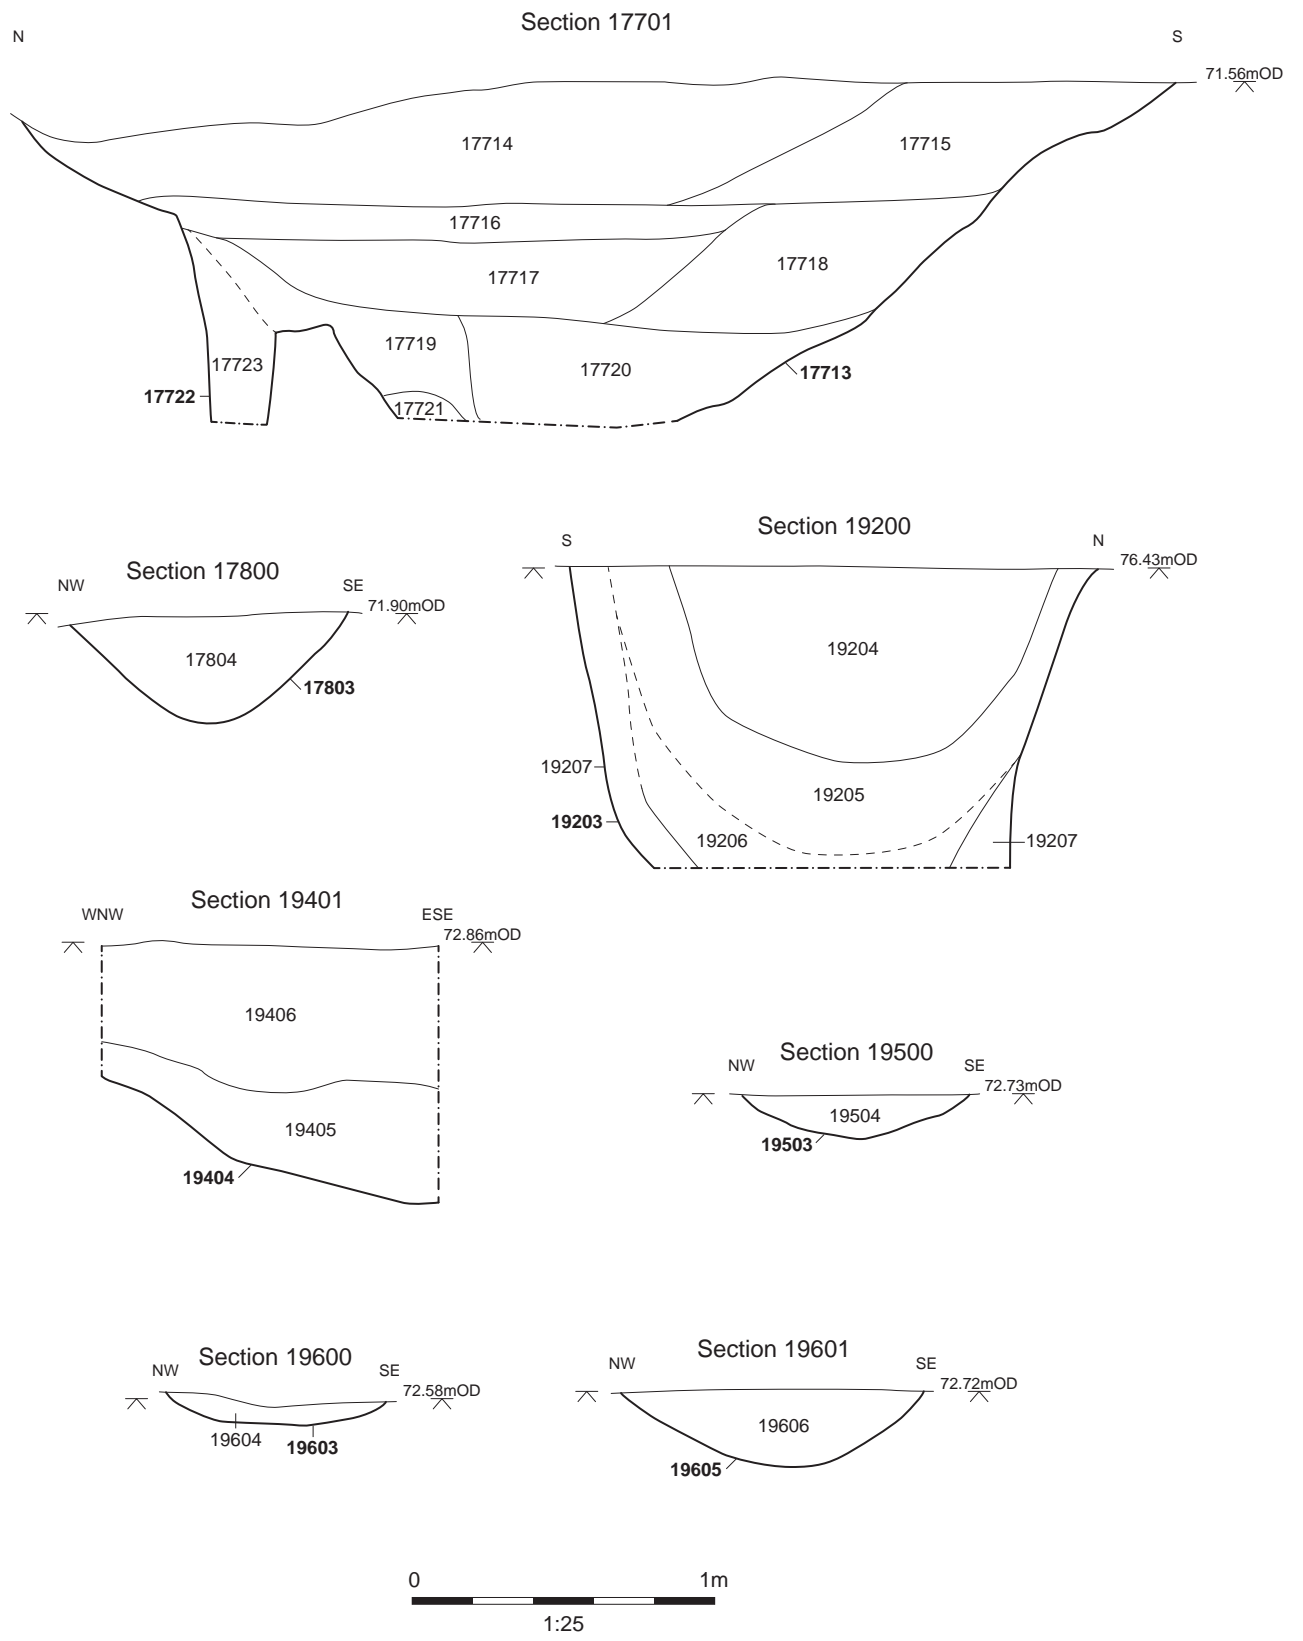 Section 17701
N
S
71.56mOD
17714
17715
17716
17717
17718
17719
17720
17723
17713
17722
17721
Section 19200
S
N
76.43mOD
Section 17800
NW
SE
71.90mOD
17804
17803
19204
19207
19205
19203
19206
19207
Section 19401
WNW
ESE
72.86mOD
19406
19405
19404
Section 19500
NW
SE
72.73mOD
19504
19503
Section 19600
NW
SE
72.58mOD
19604
19603
Section 19601
NW
SE
72.72mOD
19606
19605
0 1m
1:25